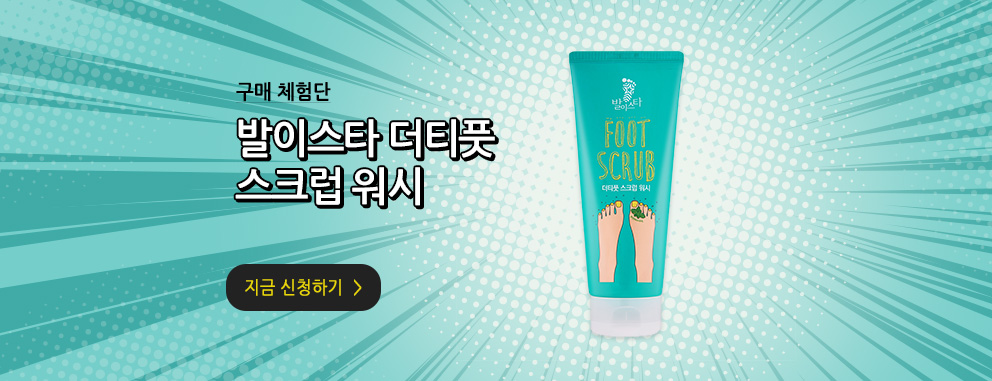 구매 체험단
발이스타 더티풋
스크럽 워시
지금 신청하기 >
발이스타
FOOT
SCRUB
더티풋 스크럽 워시